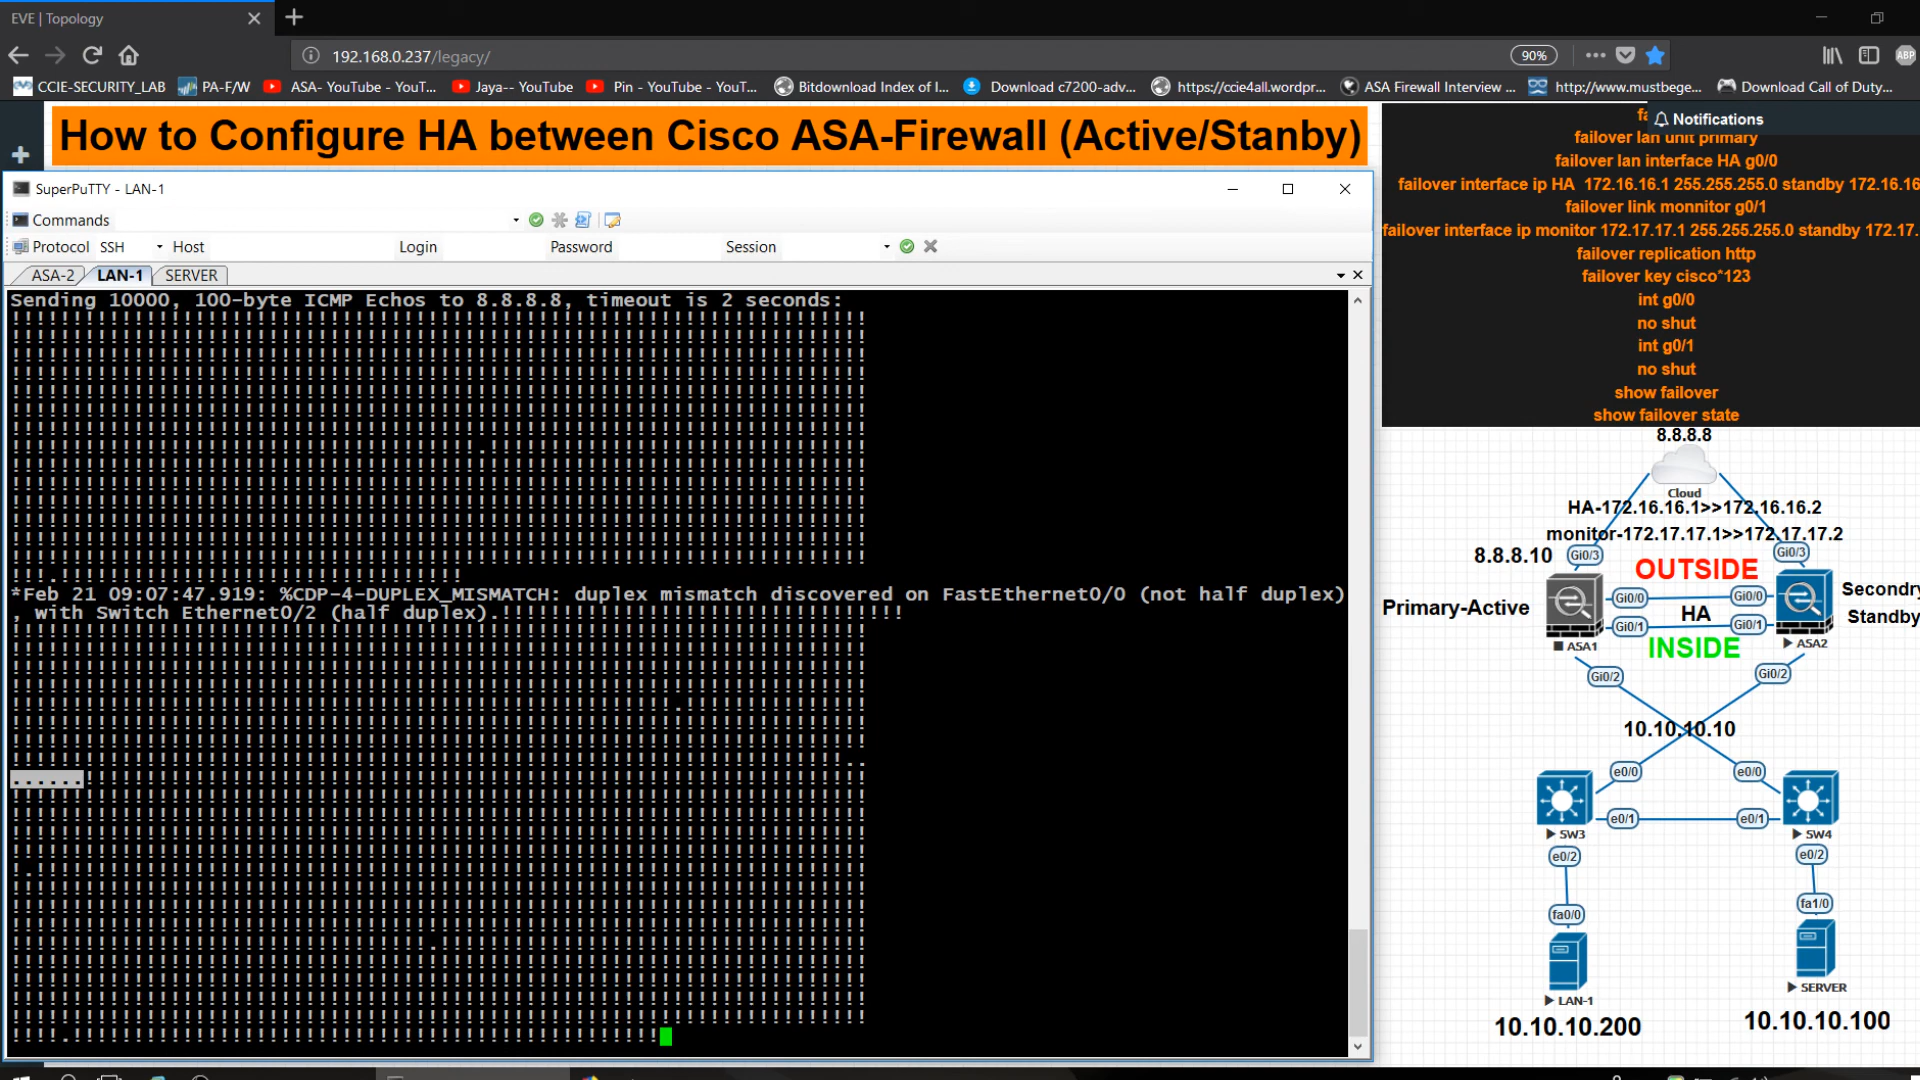 EVE | Topology
192.168.0.237/legacy/
90%
ABP
CCIE-SECURITY_LAB
PA-F/W
ASA- YouTube - YouT...
Jaya-- YouTube
Pin - YouTube - YouT...
Bitdownload Index of I...
Download c7200-adv...
https://ccie4all.wordpr...
ASA Firewall Interview ...
http://www.mustbege...
Download Call of Duty...
How to Configure HA between Cisco ASA-Firewall (Active/Stanby)
Notifications
fa
failover lan unit primary
failover lan interface HA g0/0
failover interface ip HA 172.16.16.1 255.255.255.0 standby 172.16.16
failover link monnitor g0/1
failover interface ip monitor 172.17.17.1 255.255.255.0 standby 172.17.
failover replication http
failover key cisco*123
int g0/0
no shut
int g0/1
no shut
show failover
show failover state
SuperPuTTY - LAN-1
Commands
Protocol SSH Host Login Password Session
ASA-2 LAN-1 SERVER
Sending 10000, 100-byte ICMP Echos to 8.8.8.8, timeout is 2 seconds:
*Feb 21 09:07:47.919: %CDP-4-DUPLEX_MISMATCH: duplex mismatch discovered on FastEthernet0/0 (not half duplex)
, with Switch Ethernet0/2 (half duplex).!!!!!!!!!!!!!!!!!!!!!!!!!!!!!!!!!
8.8.8.8
Cloud
HA-172.16.16.1>>172.16.16.2
monitor-172.17.17.1>>172.17.17.2
8.8.8.10
Gi0/3
Gi0/3
OUTSIDE
Primary-Active
Gi0/0
Gi0/0
HA
Gi0/1
Gi0/1
Secondry
Standby
ASA1
INSIDE
ASA2
Gi0/2
Gi0/2
10.10.10.10
e0/0
e0/0
e0/1
e0/1
SW3
SW4
e0/2
e0/2
fa0/0
fa1/0
LAN-1
SERVER
10.10.10.200
10.10.10.100